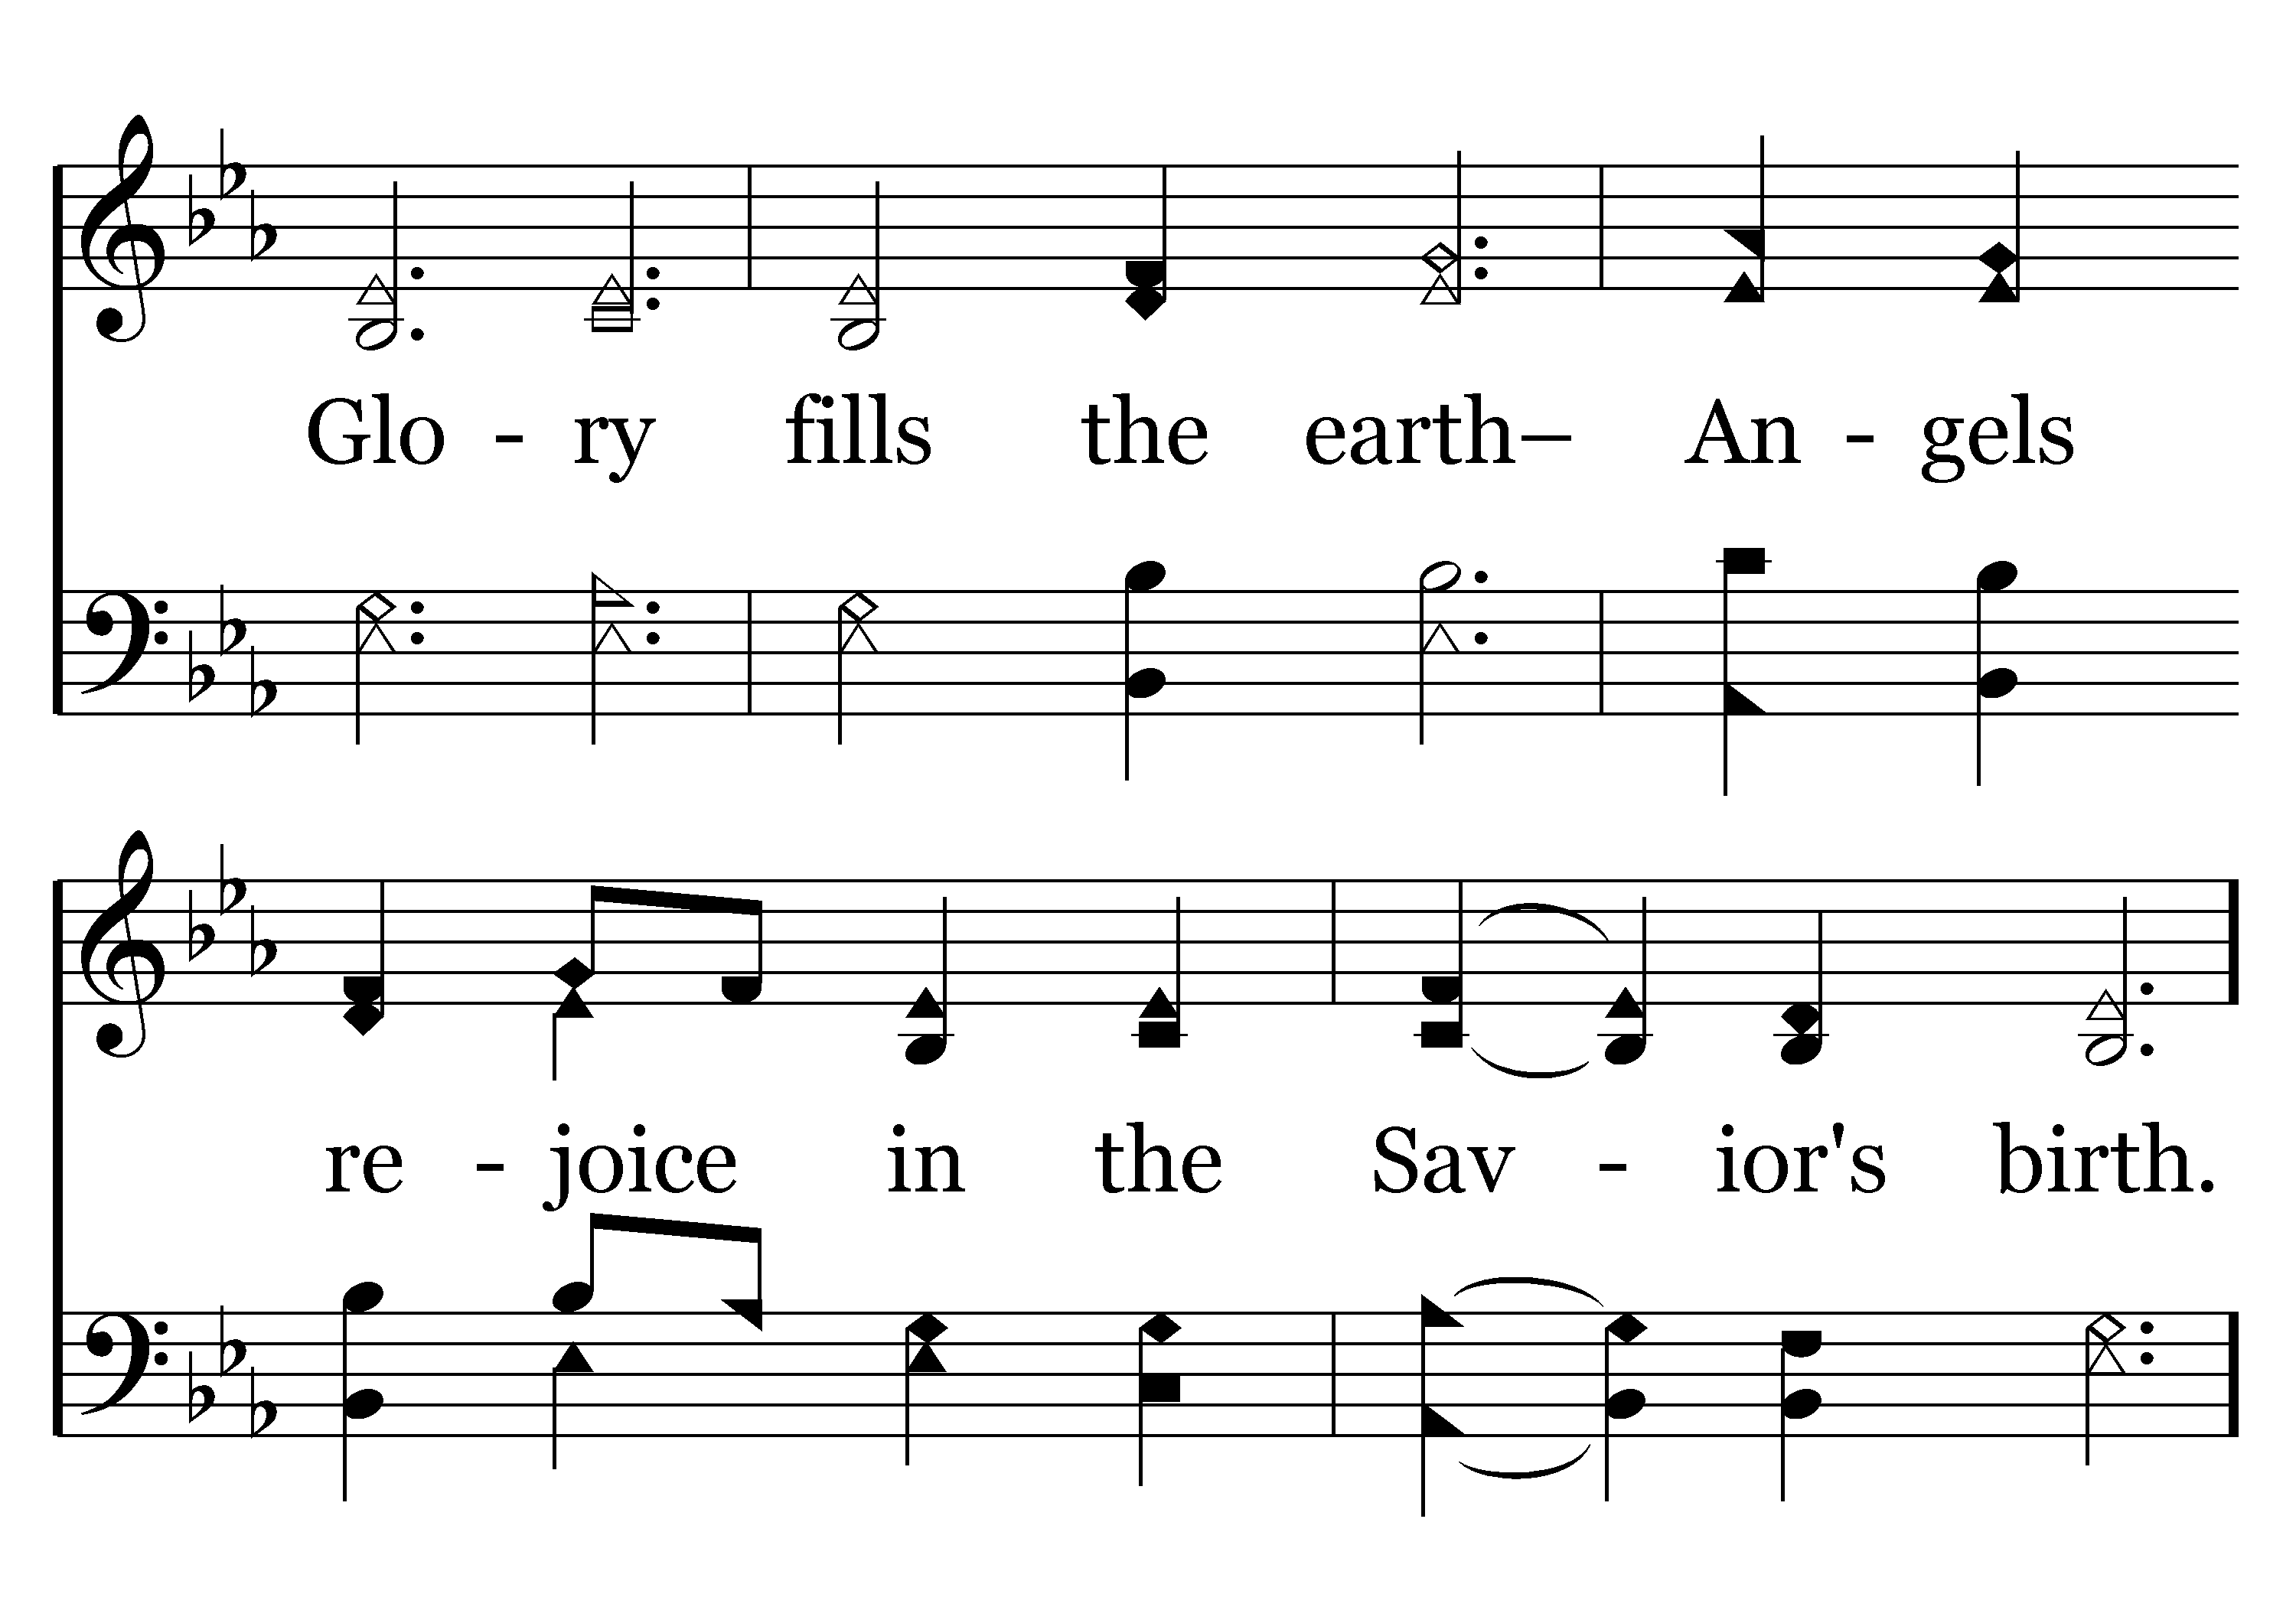 Glo - ry fills the earth– An - gels
re - joice in the Sav - ior's birth.